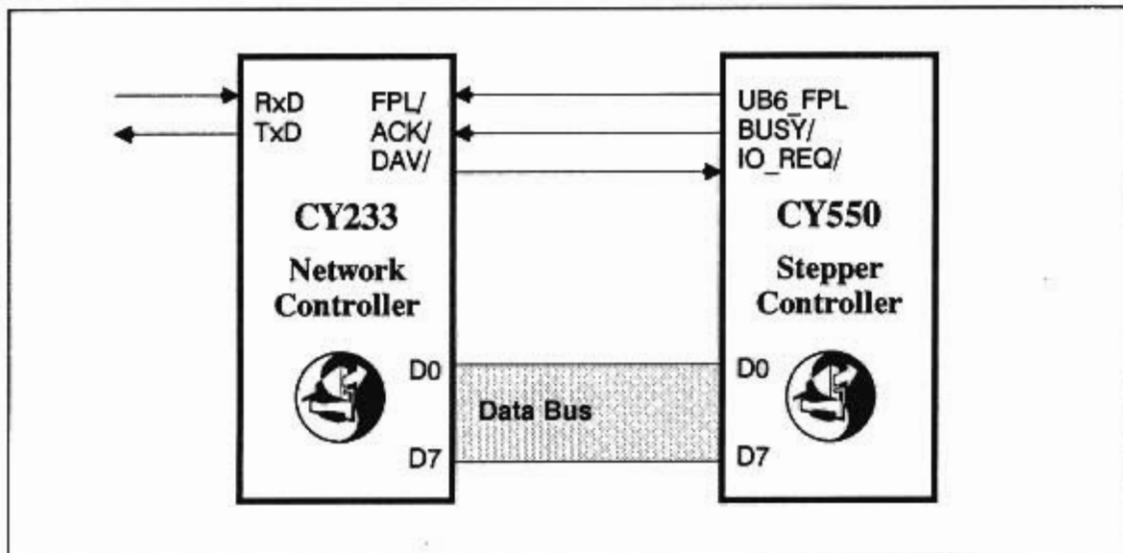 RxD FPL/ UB6_FPL
TxD ACK/ BUSY/
DAV/ IO_REQ/
CY233 CY550
Network Stepper
Controller Controller
D0 D0
Data Bus
D7 D7